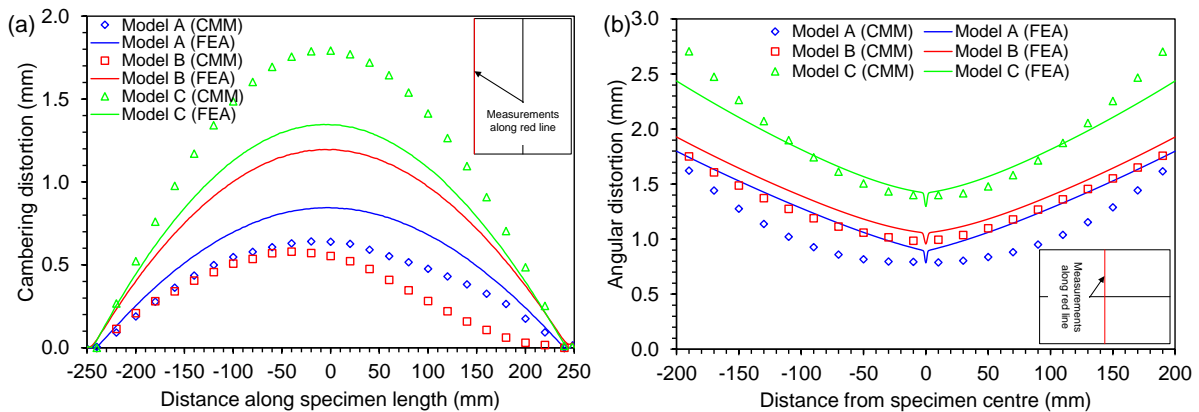 (a)
2.0
1.5
1.0
0.5
0.0
Cambering distortion (mm)
Model A (CMM)
Model A (FEA)
Model B (CMM)
Model B (FEA)
Model C (CMM)
Model C (FEA)
Measurements
along red line
-250 -200 -150 -100 -50 0 50 100 150 200 250
Distance along specimen length (mm)
(b)
3.0
2.5
2.0
1.5
1.0
0.5
0.0
Angular distortion (mm)
Model A (CMM) Model A (FEA)
Model B (CMM) Model B (FEA)
Model C (CMM) Model C (FEA)
Measurements
along red line
-200 -150 -100 -50 0 50 100 150 200
Distance from specimen centre (mm)